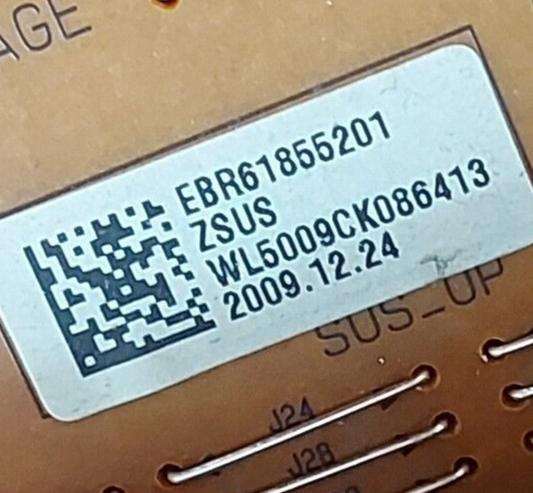 AGE
EBR61855201
ZSUS
WL5009CK086413
2009.12.24
SUS_UP
J24
J28